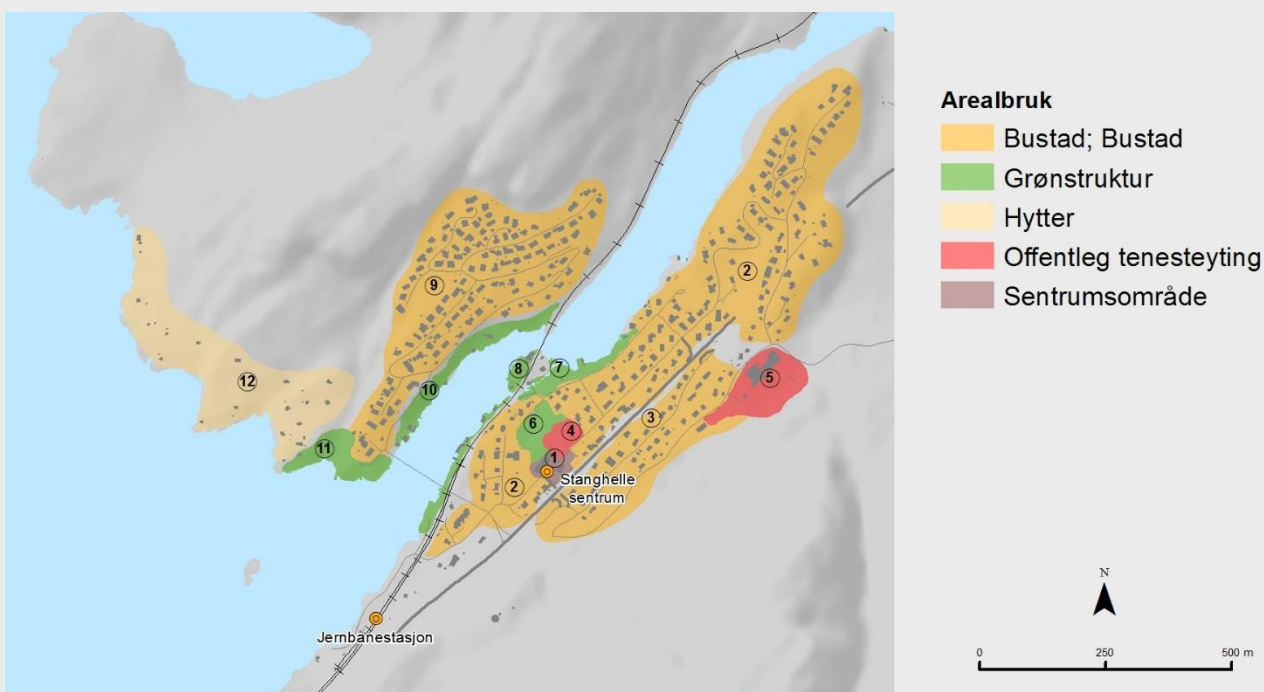 Arealbruk
Bustad; Bustad
Grønstruktur
Hytter
Offentleg tenesteyting
Sentrumsområde
2
9
8
7
5
12
10
3
6
4
11
1
Stanghelle
sentrum
2
Jernbanestasjon
N
0 250 500 m